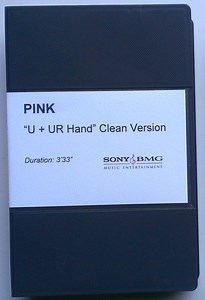 PINK
“U + UR Hand” Clean Version
Duration: 3'33"
SONY BMG
MUSIC ENTERTAINMENT